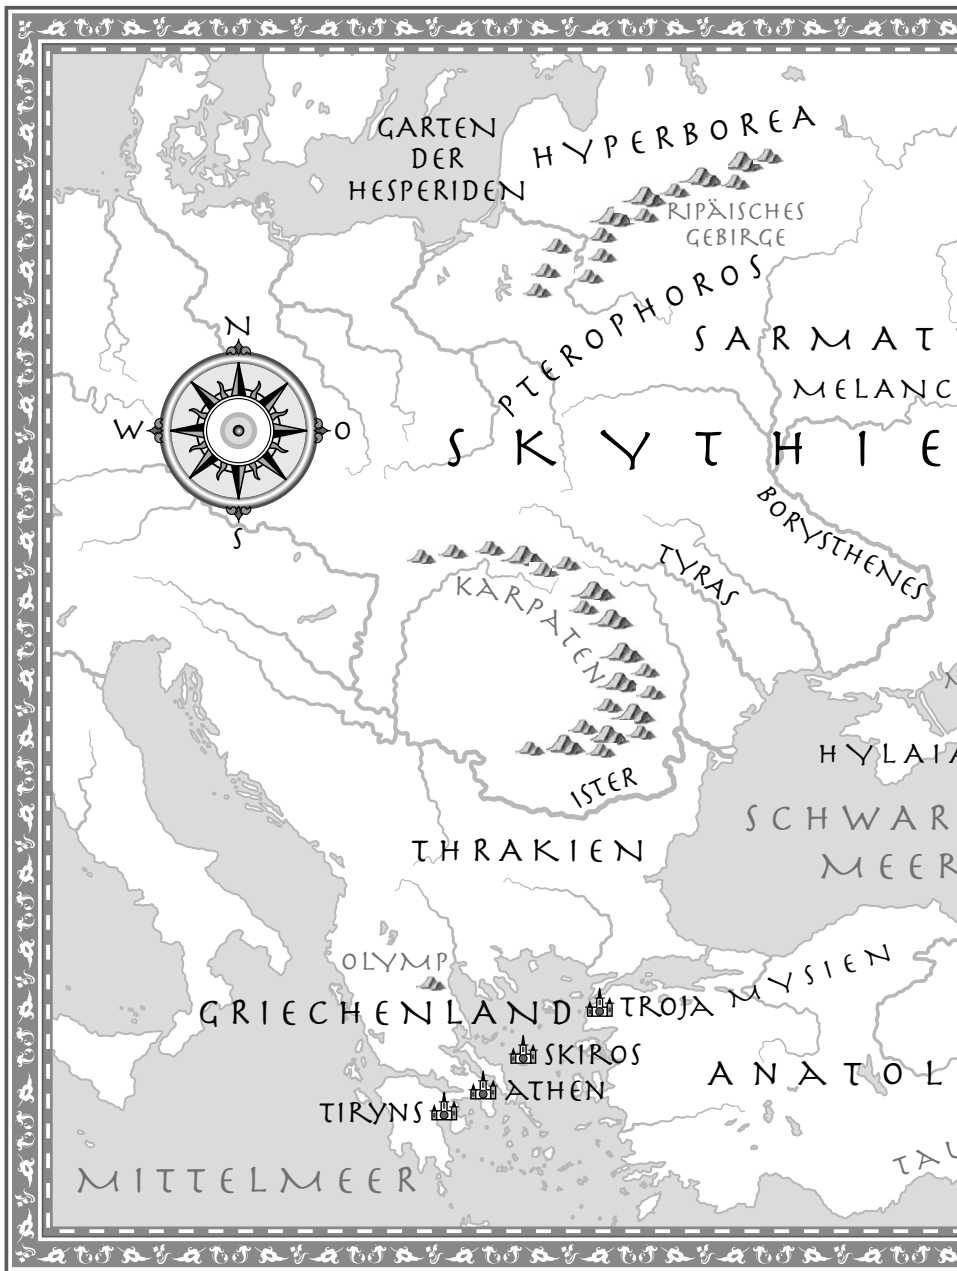 GARTEN
DER
HESPERIDEN
HYPERBOREA
RIPÄISCHES
GEBIRGE
PTEROPHOROS
SARMAT
MELANC
N
W
O
S
SKYTHIE
BORYSTHENES
TYRAS
KARPATEN
HYLAIA
ISTER
SCHWAR
MEER
THRAKIEN
OLYMP
MYSIEN
GRIECHENLAND
TROJA
SKIROS
ANATOL
ATHEN
TIRYNS
TAU
MITTELMEER